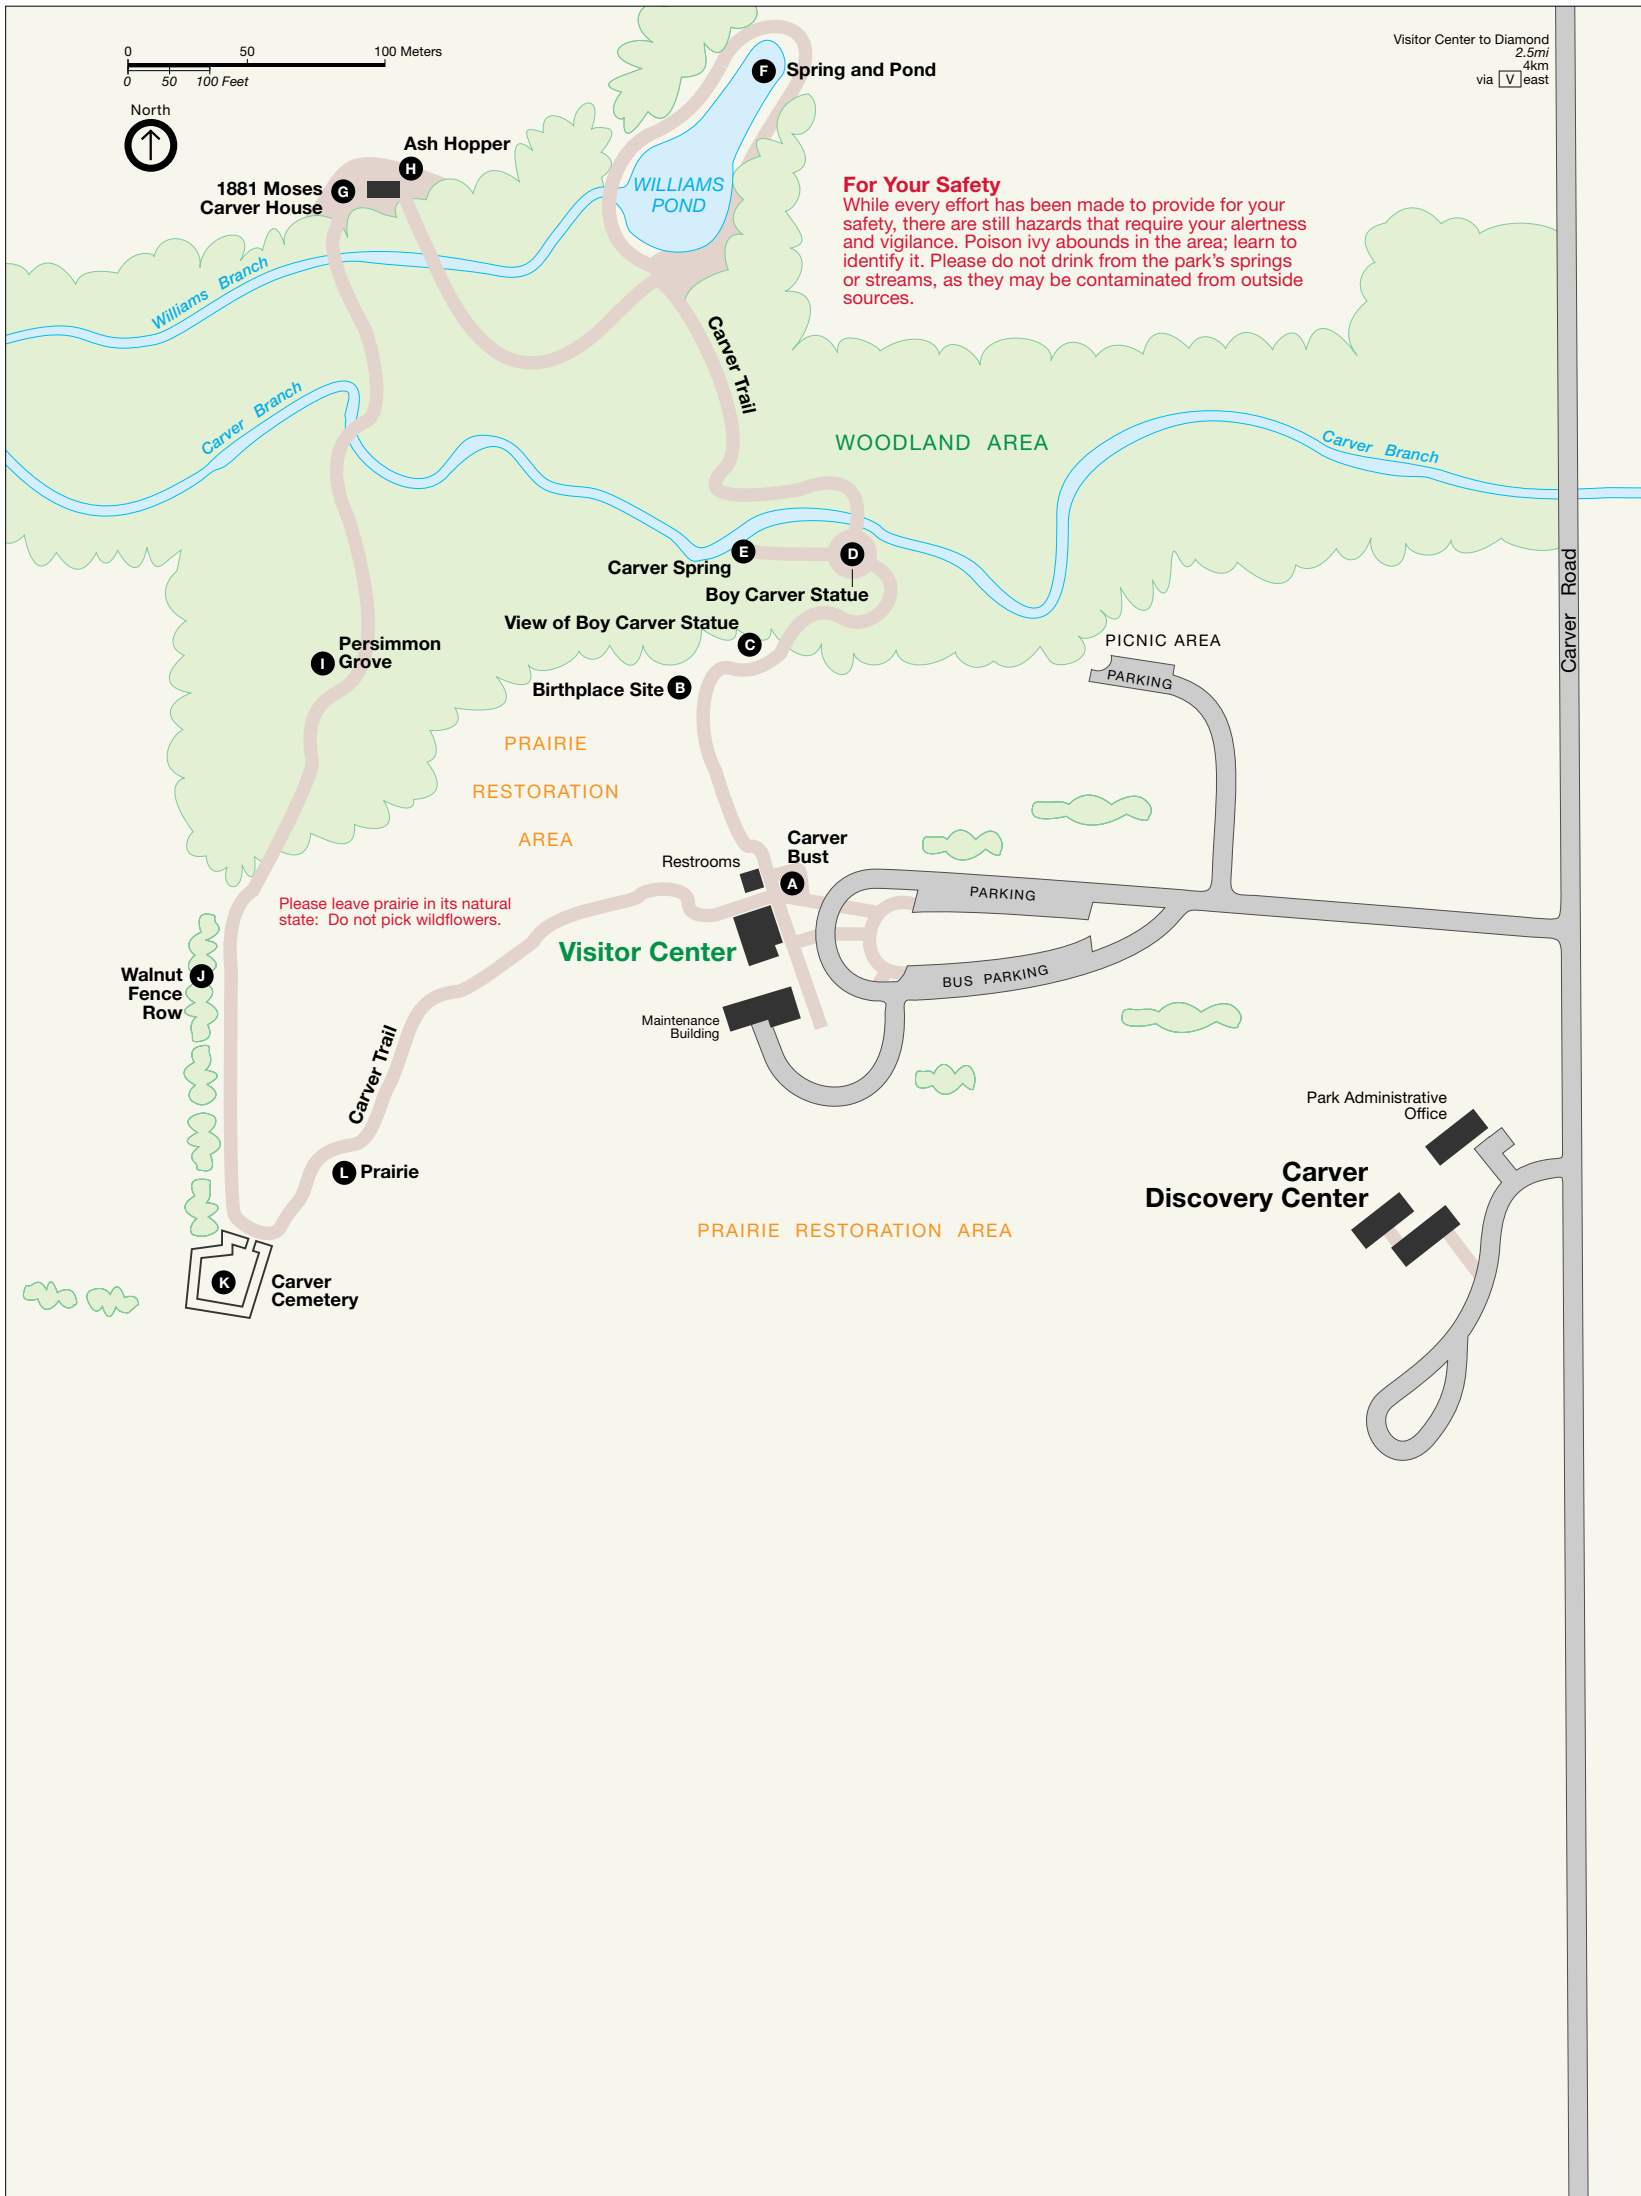 0 50 100 Meters
0 50 100 Feet
North
Visitor Center to Diamond
2.5mi
4km
via V east
F Spring and Pond
Ash Hopper
H
1881 Moses
Carver House
G
WILLIAMS
POND
For Your Safety
While every effort has been made to provide for your
safety, there are still hazards that require your alertness
and vigilance. Poison ivy abounds in the area; learn to
identify it. Please do not drink from the park's springs
or streams, as they may be contaminated from outside
sources.
Williams Branch
Carver Trail
Carver Branch
WOODLAND AREA
Carver Branch
E
D
Carver Spring
Boy Carver Statue
View of Boy Carver Statue
C
Carver Road
PICNIC AREA
PARKING
Persimmon
Grove
I
Birthplace Site B
PRAIRIE
RESTORATION
AREA
Carver
Bust
A
Restrooms
PARKING
Please leave prairie in its natural
state: Do not pick wildflowers.
Visitor Center
BUS PARKING
Walnut
Fence
Row
J
Maintenance
Building
Carver Trail
Park Administrative
Office
L Prairie
Carver
Discovery Center
PRAIRIE RESTORATION AREA
K
Carver
Cemetery